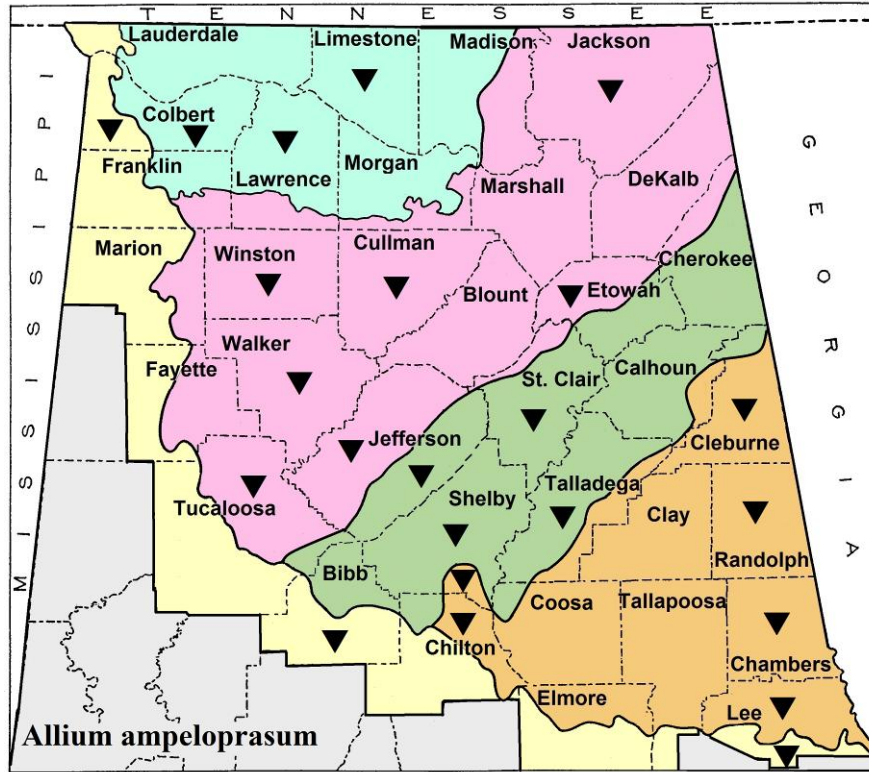 TENNESSEE
MISSISSIPPI
GEORGIA
Lauderdale
Limestone
Madison
Jackson
Colbert
Franklin
Lawrence
Morgan
Marshall
DeKalb
Marion
Winston
Cullman
Cherokee
Blount
Etowah
Walker
Fayette
St. Clair
Calhoun
Jefferson
Cleburne
Tucaloosa
Shelby
Talladega
Clay
Randolph
Bibb
Coosa
Tallapoosa
Chilton
Chambers
Elmore
Lee
Allium ampeloprasum